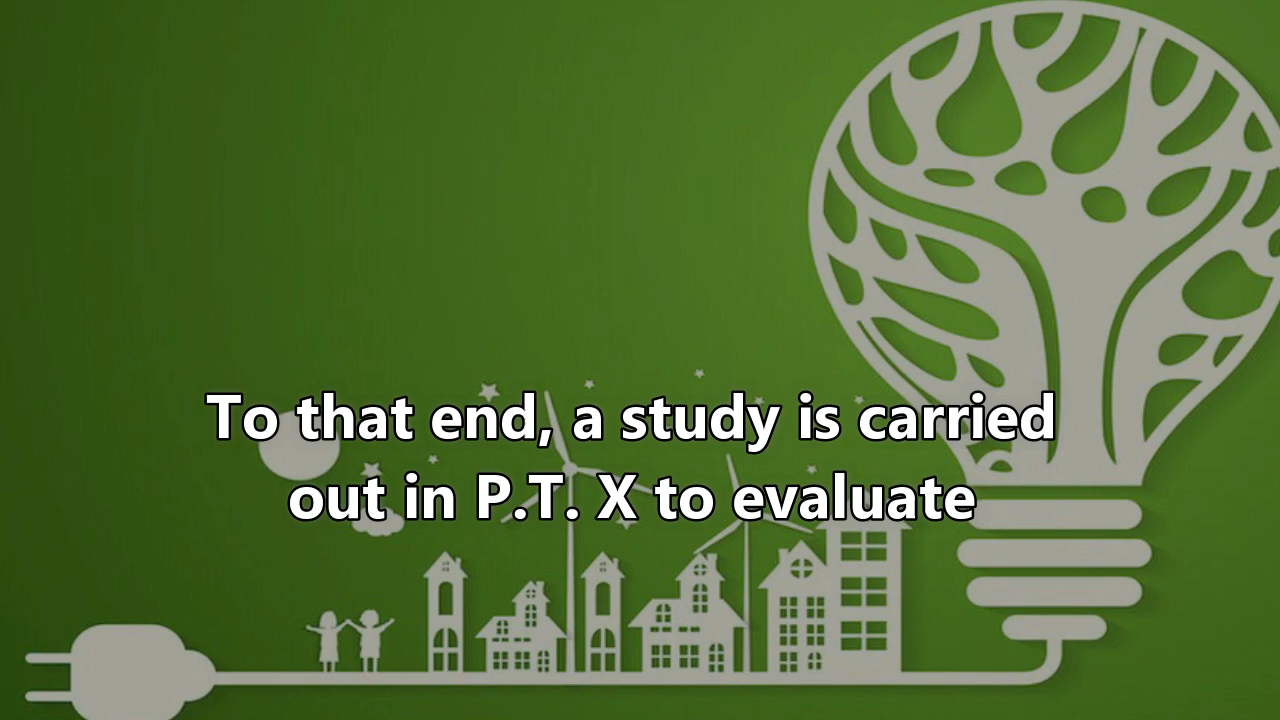 To that end, a study is carried
out in P.T. X to evaluate